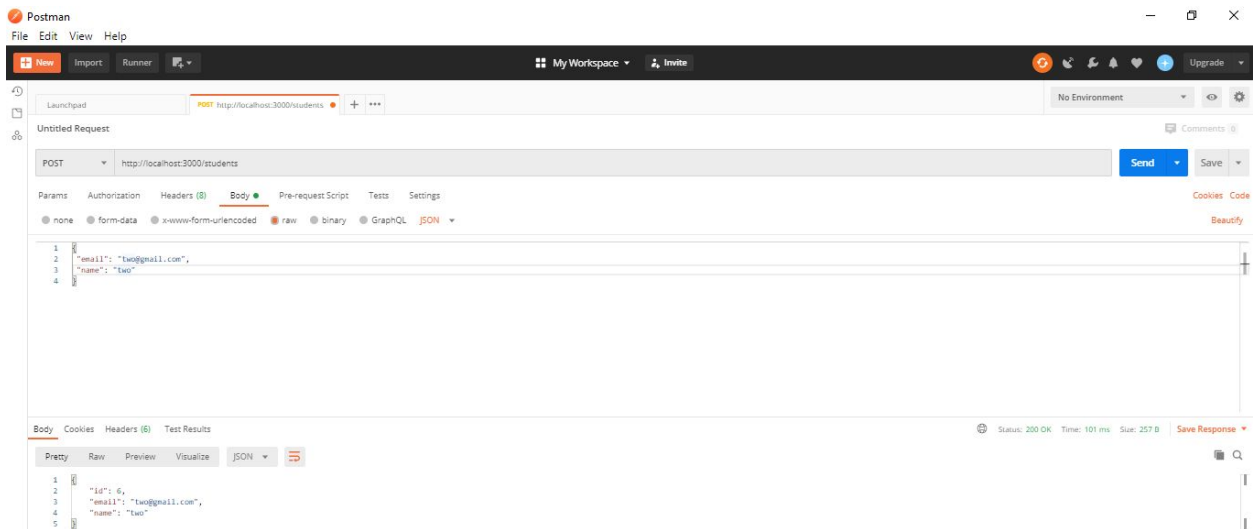 Postman
File Edit View Help
New Import Runner My Workspace Invite Upgrade
Launchpad POST http://localhost:3000/students No Environment
Untitled Request Comments 0
POST http://localhost:3000/students Send Save
Params Authorization Headers (8) Body Pre-request Script Tests Settings Cookies Code
none form-data x-www-form-urlencoded raw binary GraphQL JSON Beautify
1 {
2 "email": "two@gmail.com",
3 "name": "two"
4 }
Body Cookies Headers (6) Test Results Status: 200 OK Time: 101 ms Size: 257 B Save Response
Pretty Raw Preview Visualize JSON
1 {
2 "id": 6,
3 "email": "two@gmail.com",
4 "name": "two"
5 }